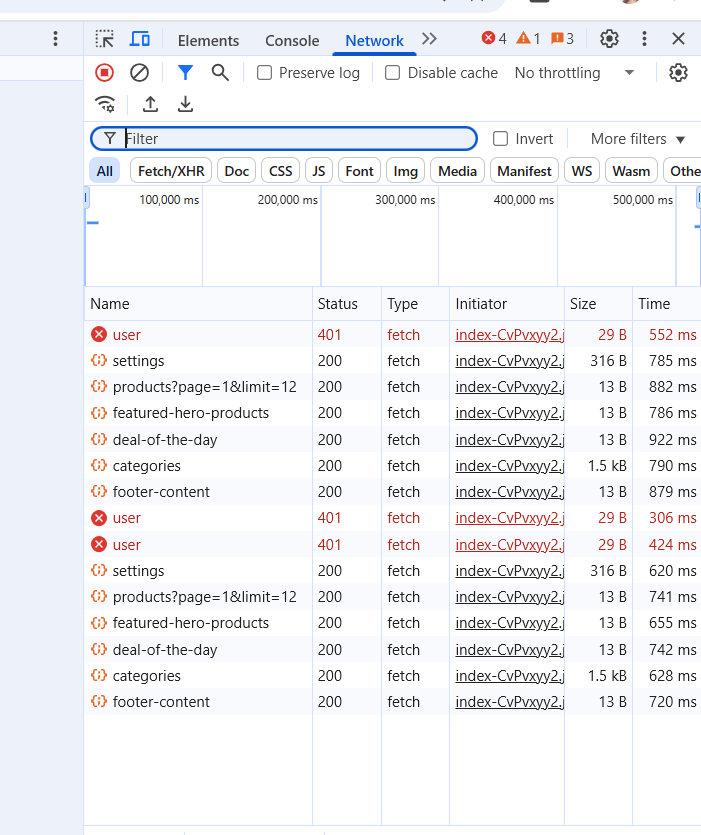 Elements Console Network 4 1 3
Preserve log Disable cache No throttling
Filter Invert More filters
All Fetch/XHR Doc CSS JS Font Img Media Manifest WS Wasm Othe
100,000 ms 200,000 ms 300,000 ms 400,000 ms 500,000 ms
Name Status Type Initiator Size Time
user 401 fetch index-CvPvxyy2.j 29 B 552 ms
settings 200 fetch index-CvPvxyy2.j 316 B 785 ms
products?page=1&limit=12 200 fetch index-CvPvxyy2.j 13 B 882 ms
featured-hero-products 200 fetch index-CvPvxyy2.j 13 B 786 ms
deal-of-the-day 200 fetch index-CvPvxyy2.j 13 B 922 ms
categories 200 fetch index-CvPvxyy2.j 1.5 kB 790 ms
footer-content 200 fetch index-CvPvxyy2.j 13 B 879 ms
user 401 fetch index-CvPvxyy2.j 29 B 306 ms
user 401 fetch index-CvPvxyy2.j 29 B 424 ms
settings 200 fetch index-CvPvxyy2.j 316 B 620 ms
products?page=1&limit=12 200 fetch index-CvPvxyy2.j 13 B 741 ms
featured-hero-products 200 fetch index-CvPvxyy2.j 13 B 655 ms
deal-of-the-day 200 fetch index-CvPvxyy2.j 13 B 742 ms
categories 200 fetch index-CvPvxyy2.j 1.5 kB 628 ms
footer-content 200 fetch index-CvPvxyy2.j 13 B 720 ms